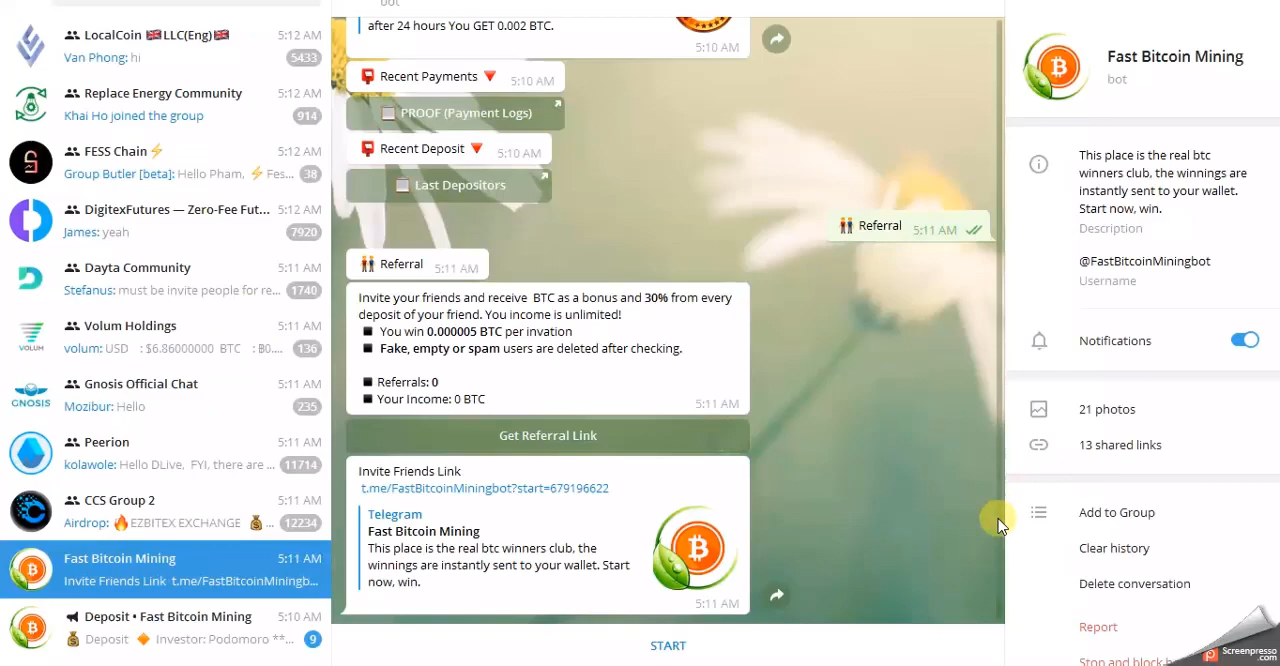 LocalCoin 🇬🇧LLC(Eng)🇬🇧 5:12 AM
Van Phong: hi 5433
Replace Energy Community 5:12 AM
Khai Ho joined the group 914
FESS Chain⚡ 5:12 AM
Group Butler [beta]: Hello Pham, ⚡Fes... 38
DigitexFutures — Zero-Fee Fut... 5:12 AM
James: yeah 7920
Dayta Community 5:11 AM
Stefanus: must be invite people for re... 1740
Volum Holdings 5:11 AM
volum: USD : $6.86000000 BTC : ฿0.... 136
Gnosis Official Chat 5:11 AM
Mozibur: Hello 235
Peerion 5:11 AM
kolawole: Hello DLive, FYI, there are ... 11714
CCS Group 2 5:11 AM
Airdrop: 🔥EZBITEX EXCHANGE 💰... 12234
Fast Bitcoin Mining 5:11 AM
Invite Friends Link t.me/FastBitcoinMiningb...
Deposit • Fast Bitcoin Mining 5:10 AM
💰 Deposit 🔸 Investor: Podomoro **... 9
bot
after 24 hours You GET 0.002 BTC.
5:10 AM
Recent Payments 🔻 5:10 AM
PROOF (Payment Logs)
Recent Deposit 🔻 5:10 AM
Last Depositors
Referral 5:11 AM
Referral 5:11 AM
Invite your friends and receive BTC as a bonus and 30% from every
deposit of your friend. You income is unlimited!
◾ You win 0.000005 BTC per invation
◾ Fake, empty or spam users are deleted after checking.
◾ Referrals: 0
◾ Your Income: 0 BTC
5:11 AM
Get Referral Link
Invite Friends Link
t.me/FastBitcoinMiningbot?start=679196622
Telegram
Fast Bitcoin Mining
This place is the real btc winners club, the
winnings are instantly sent to your wallet. Start
now, win.
5:11 AM
START
Fast Bitcoin Mining
bot
This place is the real btc
winners club, the winnings are
instantly sent to your wallet.
Start now, win.
Description
@FastBitcoinMiningbot
Username
Notifications
21 photos
13 shared links
Add to Group
Clear history
Delete conversation
Report
Stop and block b
Screenpresso
.com